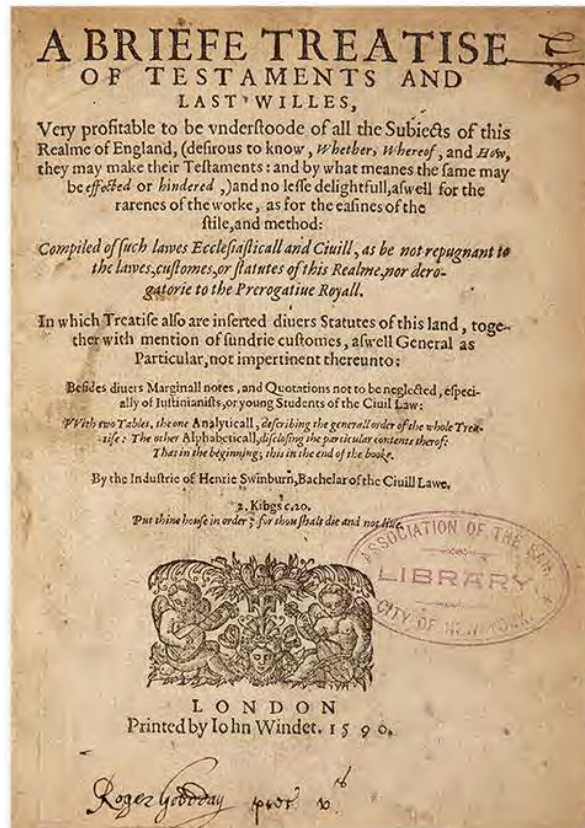 A BRIEFE TREATISE
OF TESTAMENTS AND
LAST WILLES,
Very profitable to be vnderſtoode of all the Subiects of this
Realme of England, (deſirous to know, Whether, Whereof, and How,
they may make their Teſtaments: and by what meanes the ſame may
be effected or hindered,) and no leſſe delightfull, aſwell for the
rarenes of the worke, as for the eaſines of the
ſtile, and method:
Compiled of ſuch lawes Eccleſiaſticall and Ciuill, as be not repugnant to
the lawes, cuſtomes, or ſtatutes of this Realme, nor dero-
gatorie to the Prerogatiue Royall.
In which Treatiſe alſo are inſerted diuers Statutes of this land, toge-
ther with mention of ſundrie cuſtomes, aſwell General as
Particular, not impertinent thereunto:
Beſides diuers Marginall notes, and Quotations not to be neglected, eſpeci-
ally of Iuſtinianiſts, or young Students of the Ciuil Law:
With two Tables, the one Analyticall, deſcribing the generall order of the whole Trea-
tiſe: The other Alphabeticall, diſcloſing the particular contents therof:
That in the beginning; this in the end of the booke.
By the Induſtrie of Henrie Swinburn, Bachelar of the Ciuill Lawe.
2. Kibgs c. 20.
Put thine houſe in order; for thou ſhalt die and not liue.
ASSOCIATION OF THE BAR
LIBRARY
CITY OF NEW YORK
LONDON
Printed by Iohn Windet. 1590.
Roger